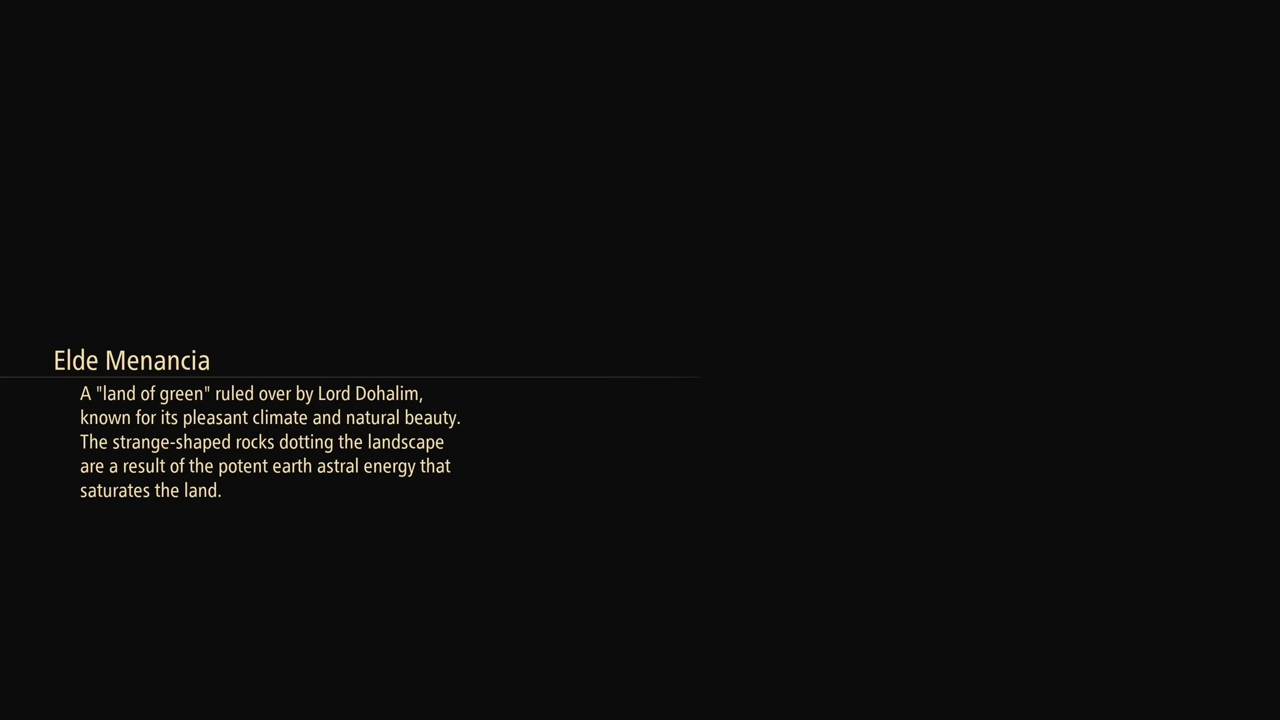 Elde Menancia
A "land of green" ruled over by Lord Dohalim,
known for its pleasant climate and natural beauty.
The strange-shaped rocks dotting the landscape
are a result of the potent earth astral energy that
saturates the land.